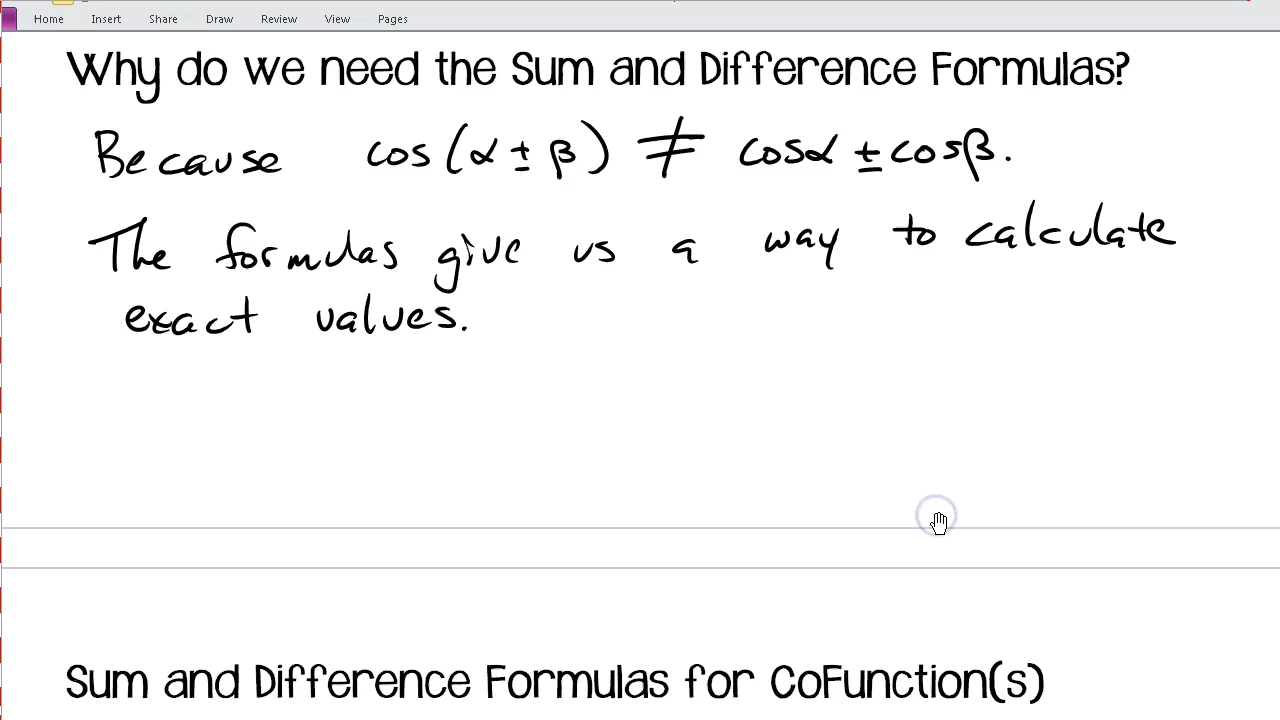 Home Insert Share Draw Review View Pages
Why do we need the Sum and Difference Formulas?
Because cos(α ± β) ≠ cosα ± cosβ.
The formulas give us a way to calculate
exact values.
Sum and Difference Formulas for CoFunction(s)